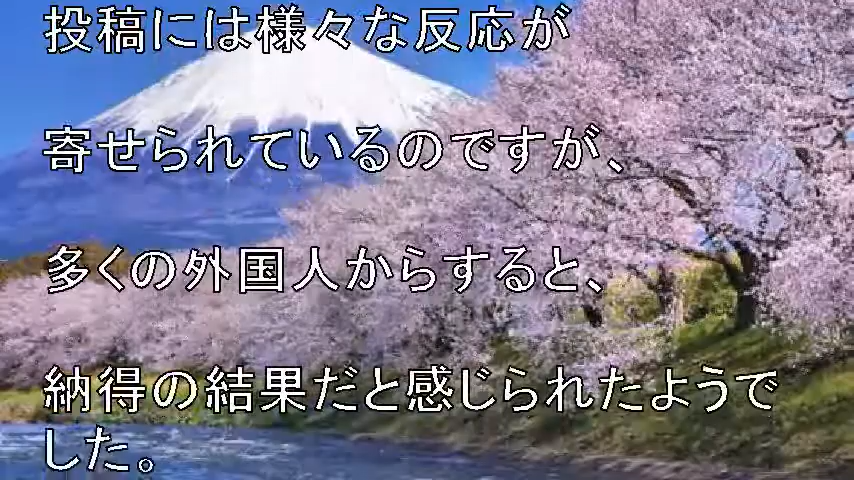 投稿には様々な反応が
寄せられているのですが、
多くの外国人からすると、
納得の結果だと感じられたようで
した。